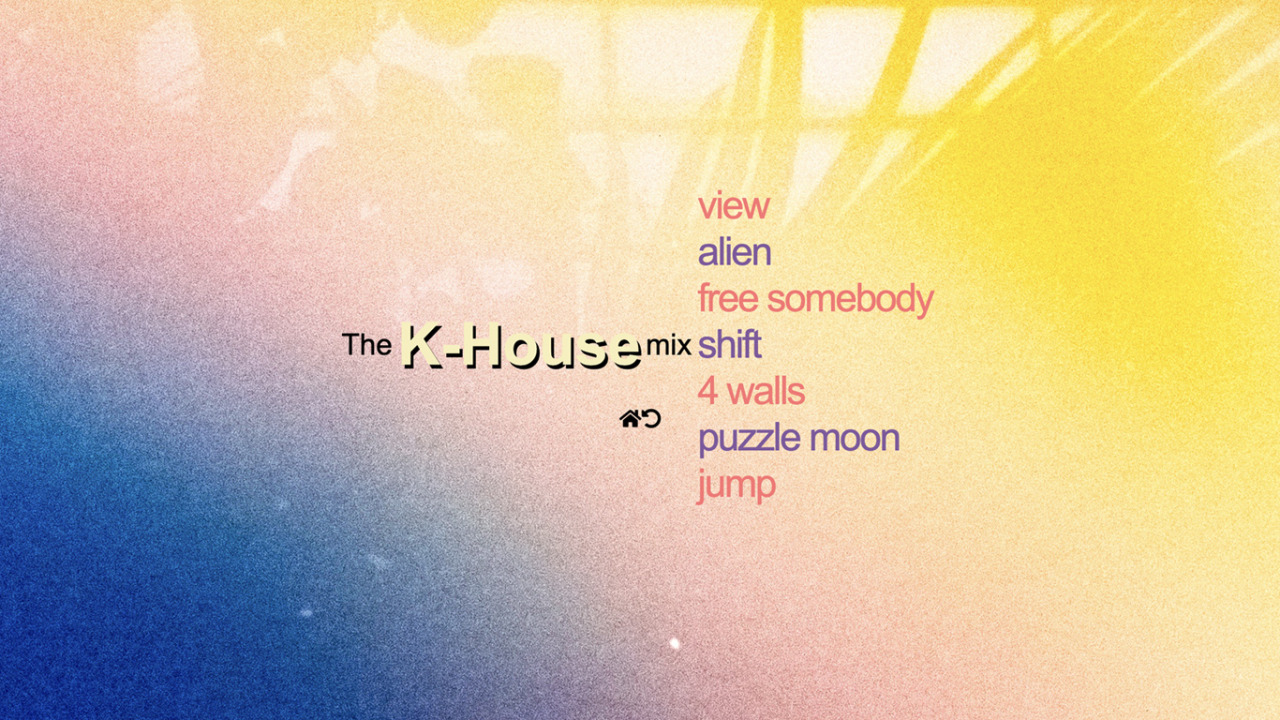 The K-House mix
view
alien
free somebody
shift
4 walls
puzzle moon
jump